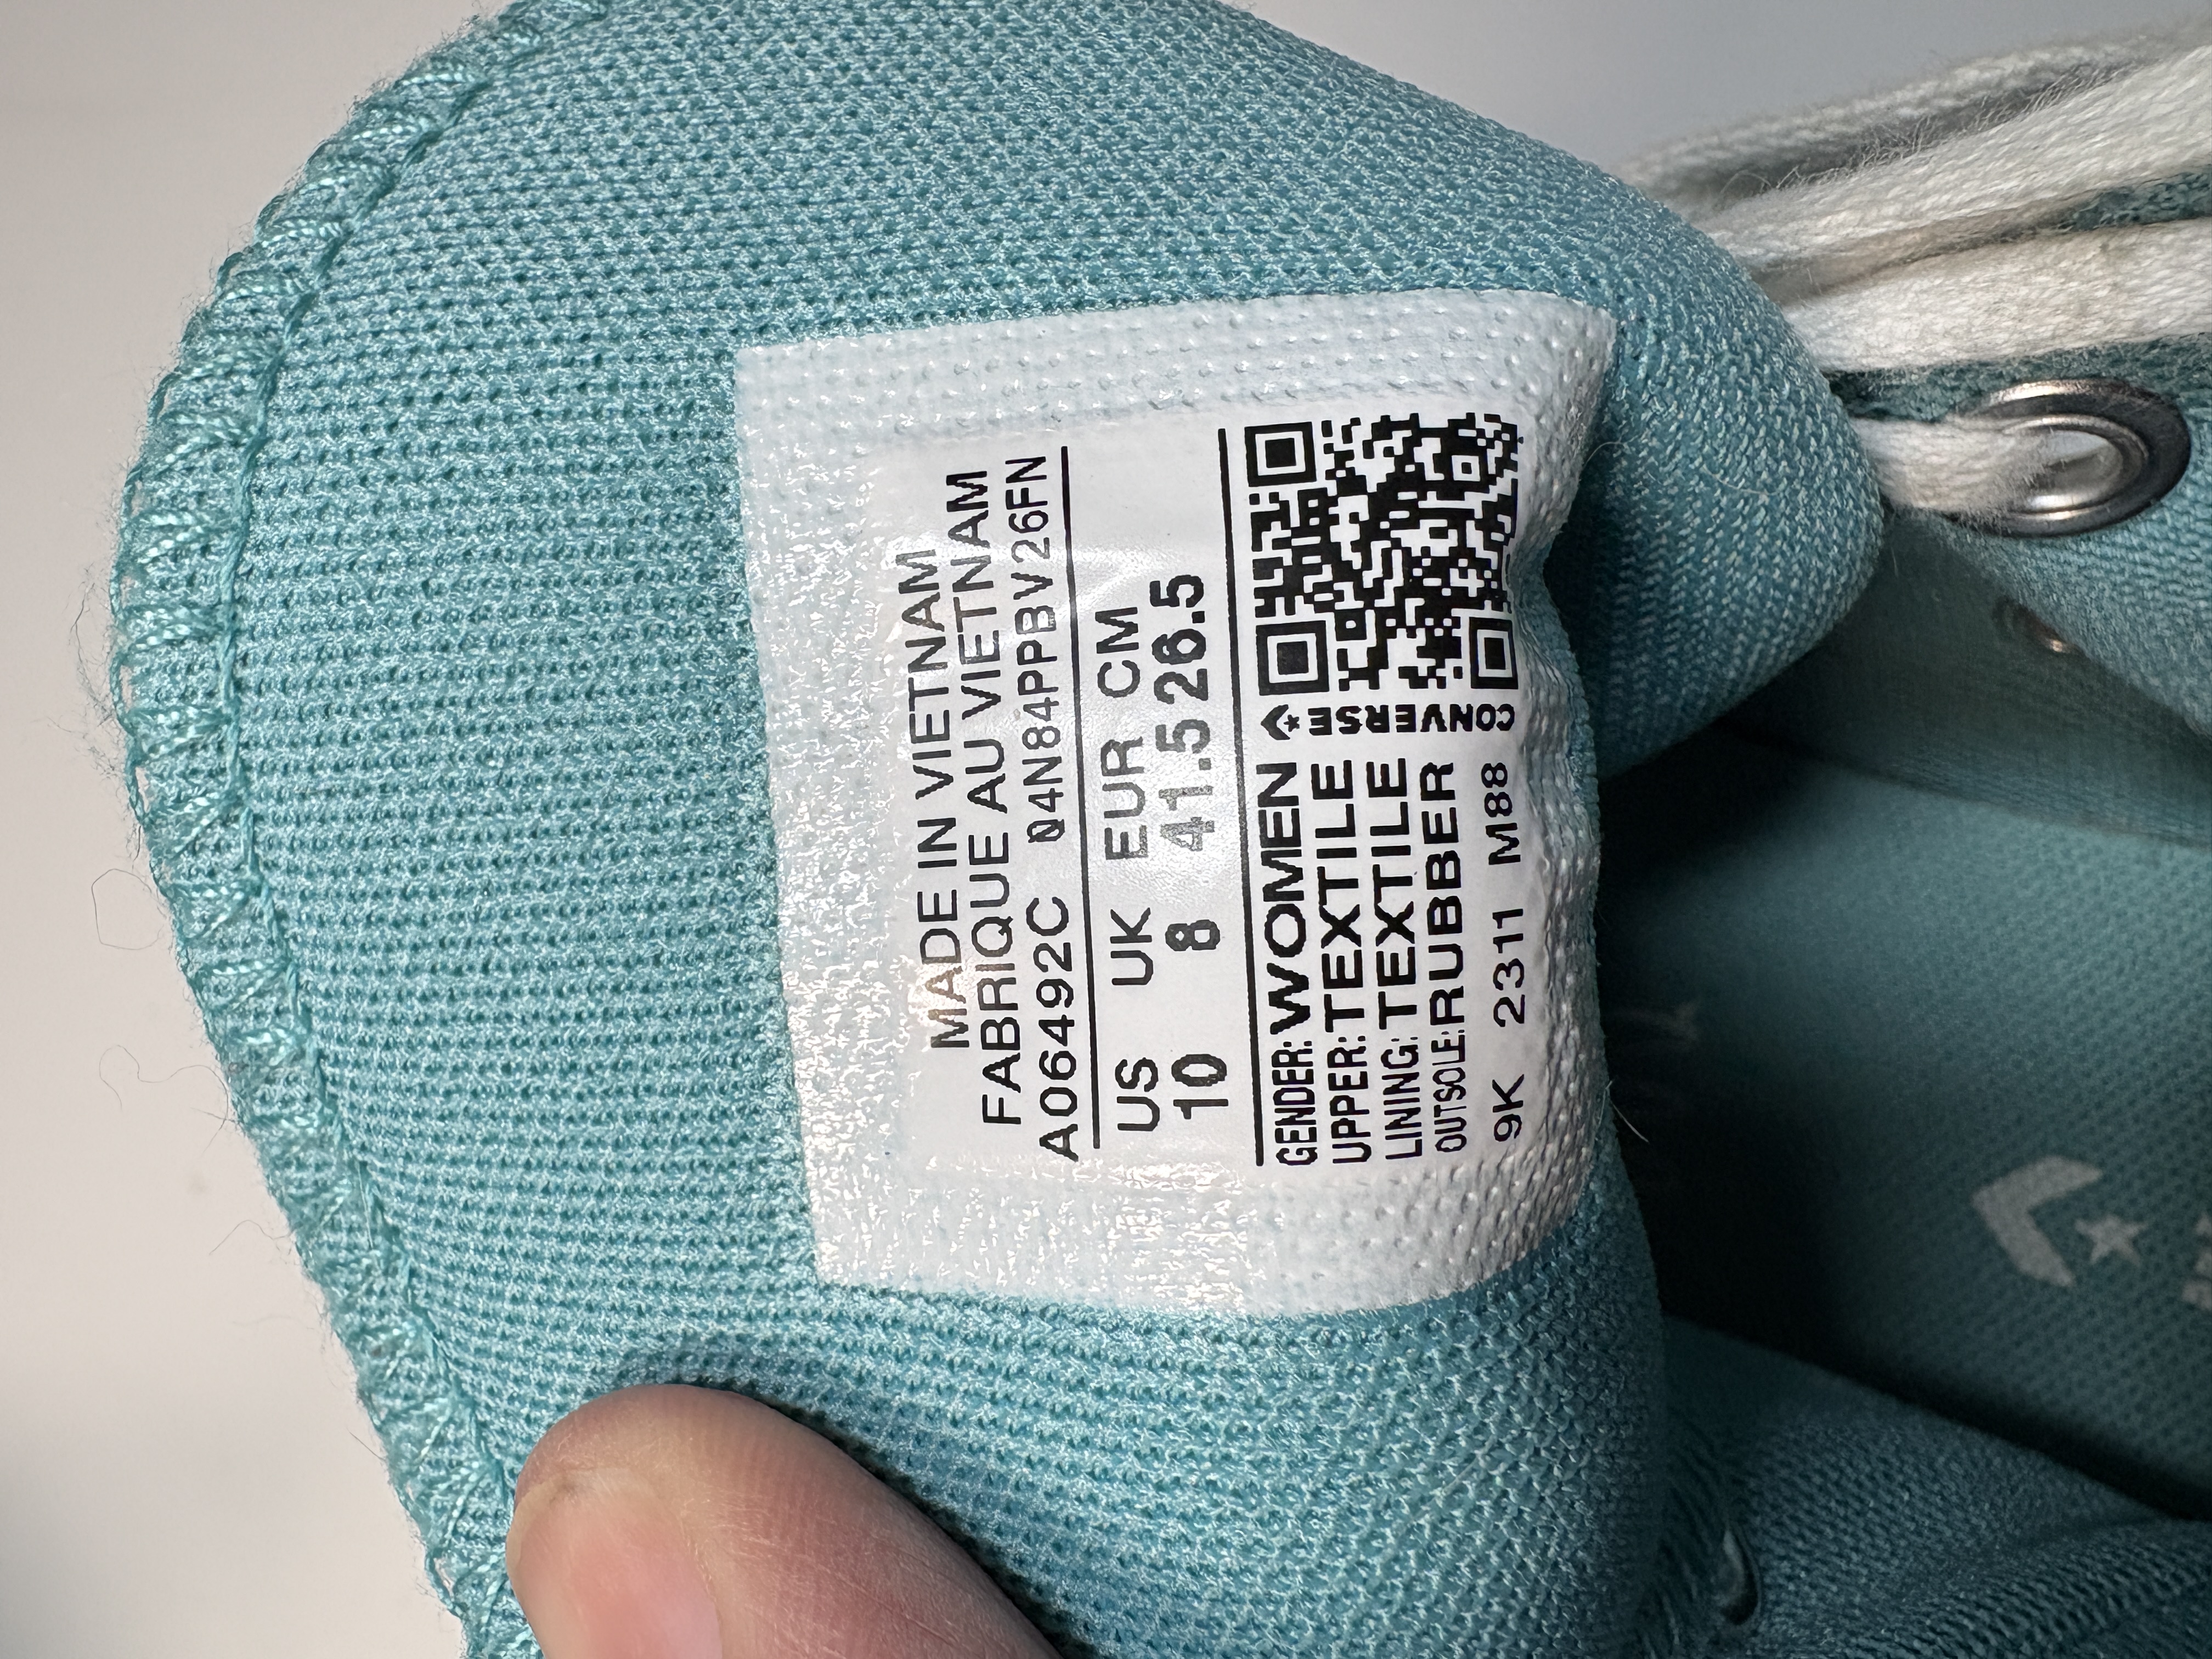 MADE IN VIETNAM
FABRIQUE AU VIETNAM
A06492C 04N84PPBV26FN
US UK EUR CM
10 8 41.5 26.5
GENDER: WOMEN
UPPER: TEXTILE
LINING: TEXTILE
OUTSOLE: RUBBER
9K 2311 M88
CONVERSE